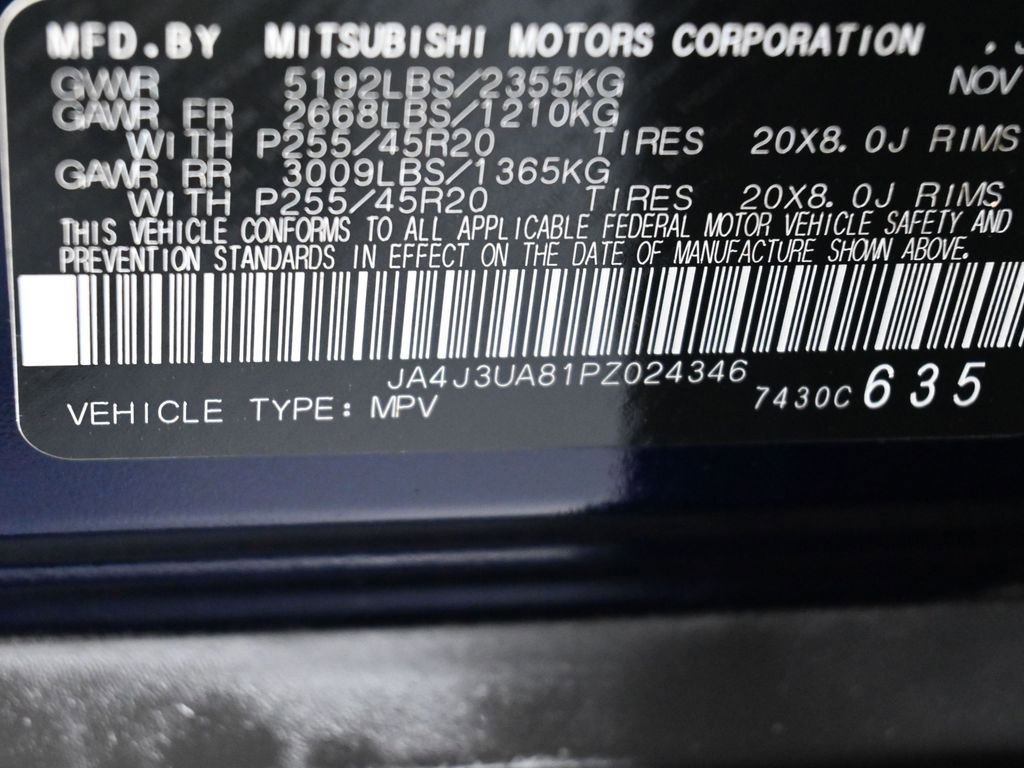 MFD.BY MITSUBISHI MOTORS CORPORATION
GVWR 5192LBS/2355KG NOV
GAWR FR 2668LBS/1210KG
WITH P255/45R20 TIRES 20X8.0J RIMS
GAWR RR 3009LBS/1365KG
WITH P255/45R20 TIRES 20X8.0J RIMS
THIS VEHICLE CONFORMS TO ALL APPLICABLE FEDERAL MOTOR VEHICLE SAFETY AND
PREVENTION STANDARDS IN EFFECT ON THE DATE OF MANUFACTURE SHOWN ABOVE.
JA4J3UA81PZ024346
VEHICLE TYPE: MPV 7430C 635